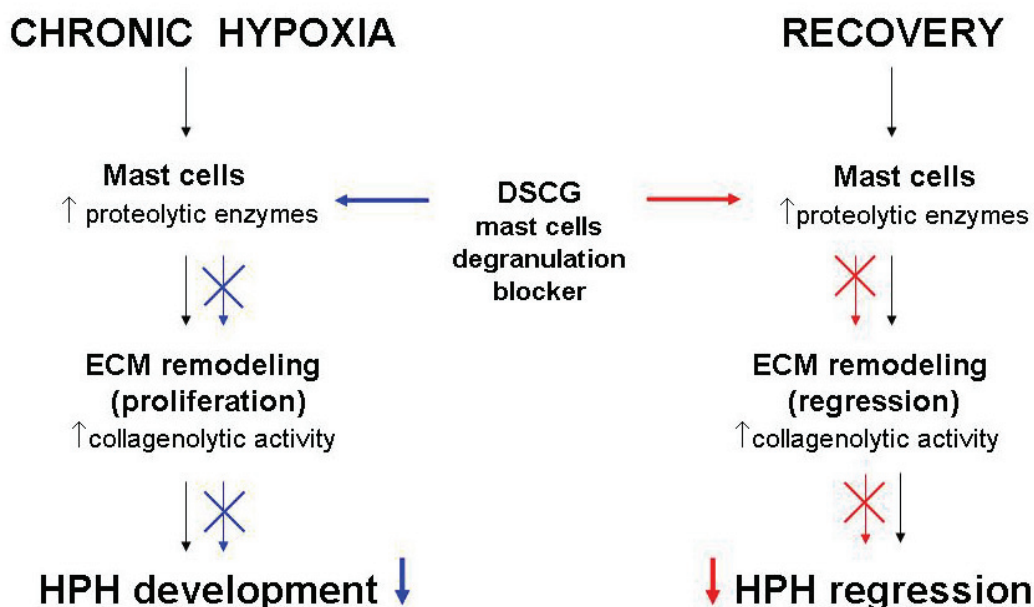 CHRONIC HYPOXIA
RECOVERY
Mast cells
↑ proteolytic enzymes
DSCG
mast cells
degranulation
blocker
Mast cells
↑proteolytic enzymes
ECM remodeling
(proliferation)
↑collagenolytic activity
ECM remodeling
(regression)
↑collagenolytic activity
HPH development ↓
↓ HPH regression